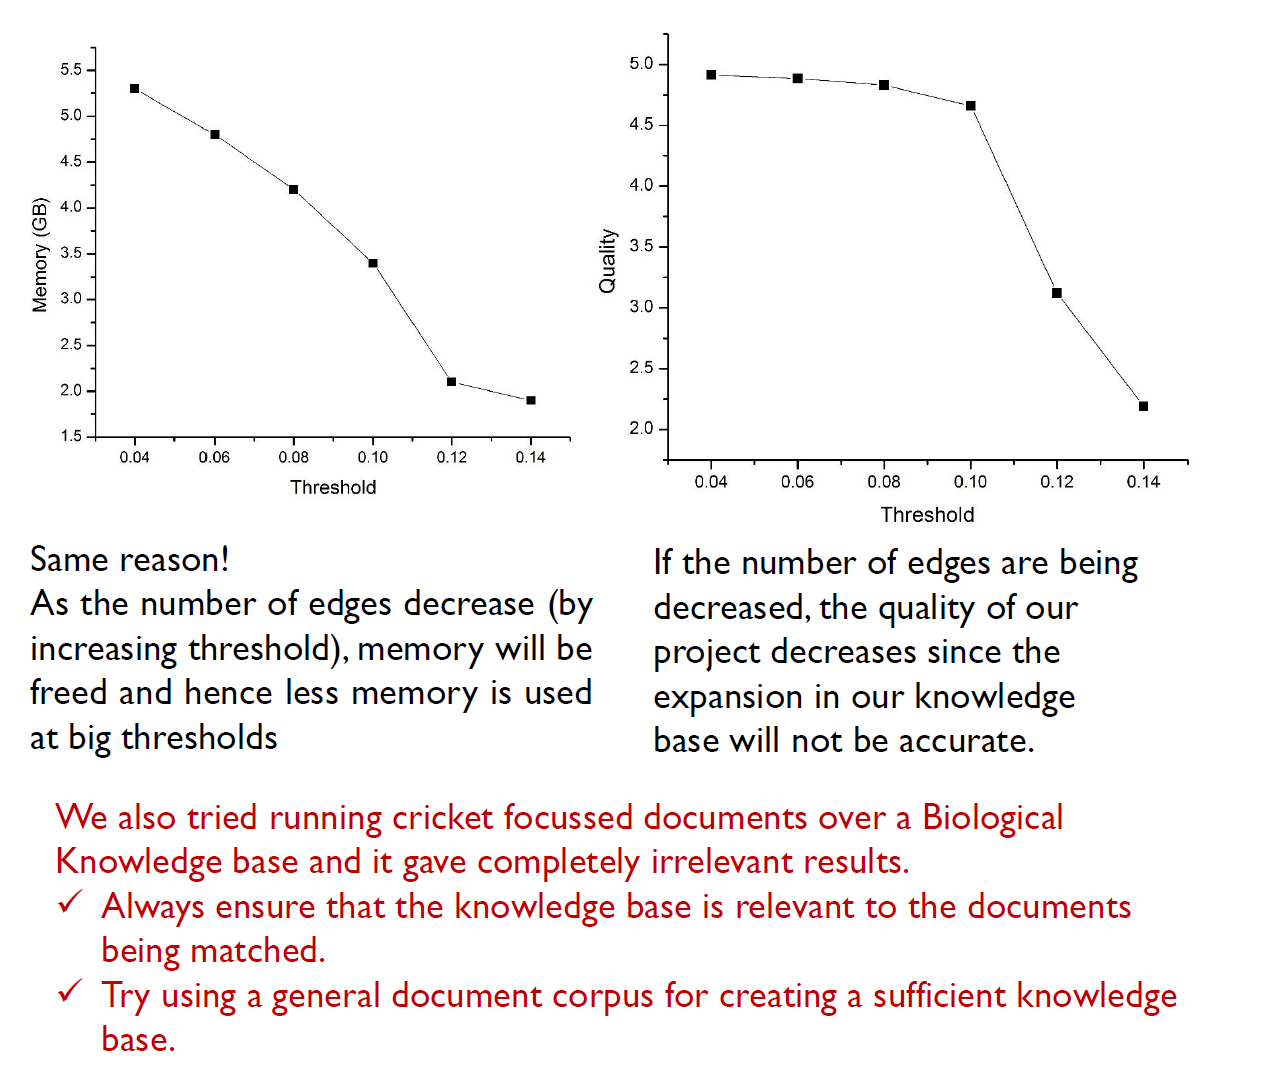 5.5
5.0
4.5
4.0
3.5
3.0
2.5
2.0
1.5
Memory (GB)
0.04 0.06 0.08 0.10 0.12 0.14
Threshold
5.0
4.5
4.0
3.5
3.0
2.5
2.0
Quality
0.04 0.06 0.08 0.10 0.12 0.14
Threshold
Same reason!
As the number of edges decrease (by
increasing threshold), memory will be
freed and hence less memory is used
at big thresholds
If the number of edges are being
decreased, the quality of our
project decreases since the
expansion in our knowledge
base will not be accurate.
We also tried running cricket focussed documents over a Biological
Knowledge base and it gave completely irrelevant results.
✓ Always ensure that the knowledge base is relevant to the documents
being matched.
✓ Try using a general document corpus for creating a sufficient knowledge
base.